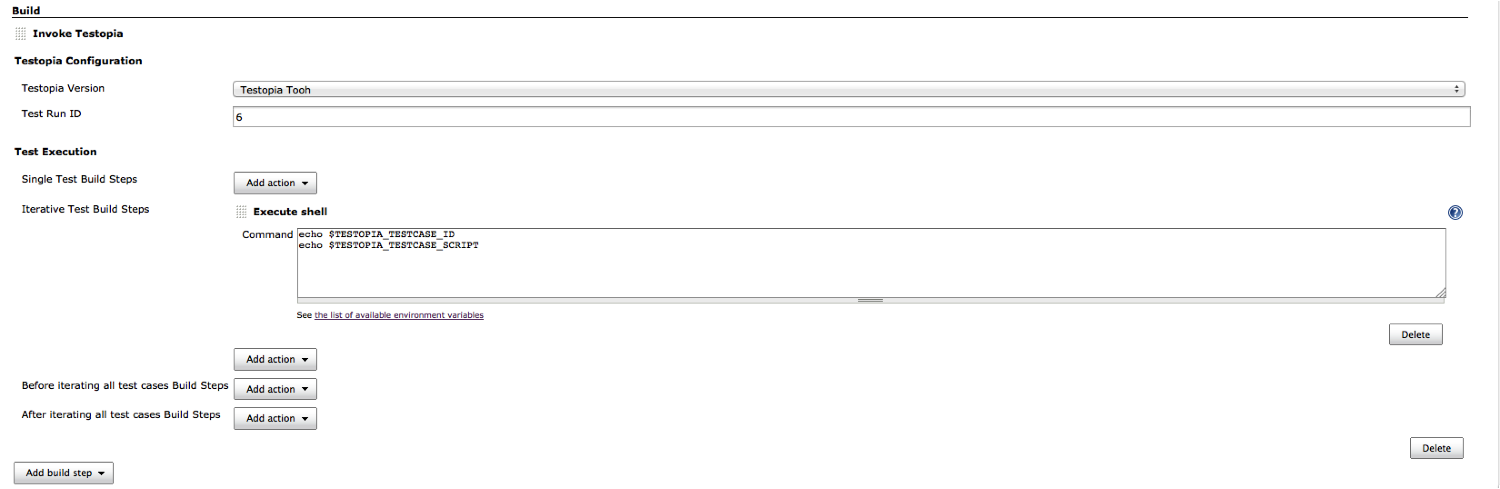 Build
Invoke Testopia
Testopia Configuration
Testopia Version
Testopia Tooh
Test Run ID
6
Test Execution
Single Test Build Steps
Add action
Iterative Test Build Steps
Execute shell
?
Command
echo $TESTOPIA_TESTCASE_ID
echo $TESTOPIA_TESTCASE_SCRIPT
See the list of available environment variables
Delete
Add action
Before iterating all test cases Build Steps
Add action
After iterating all test cases Build Steps
Add action
Delete
Add build step